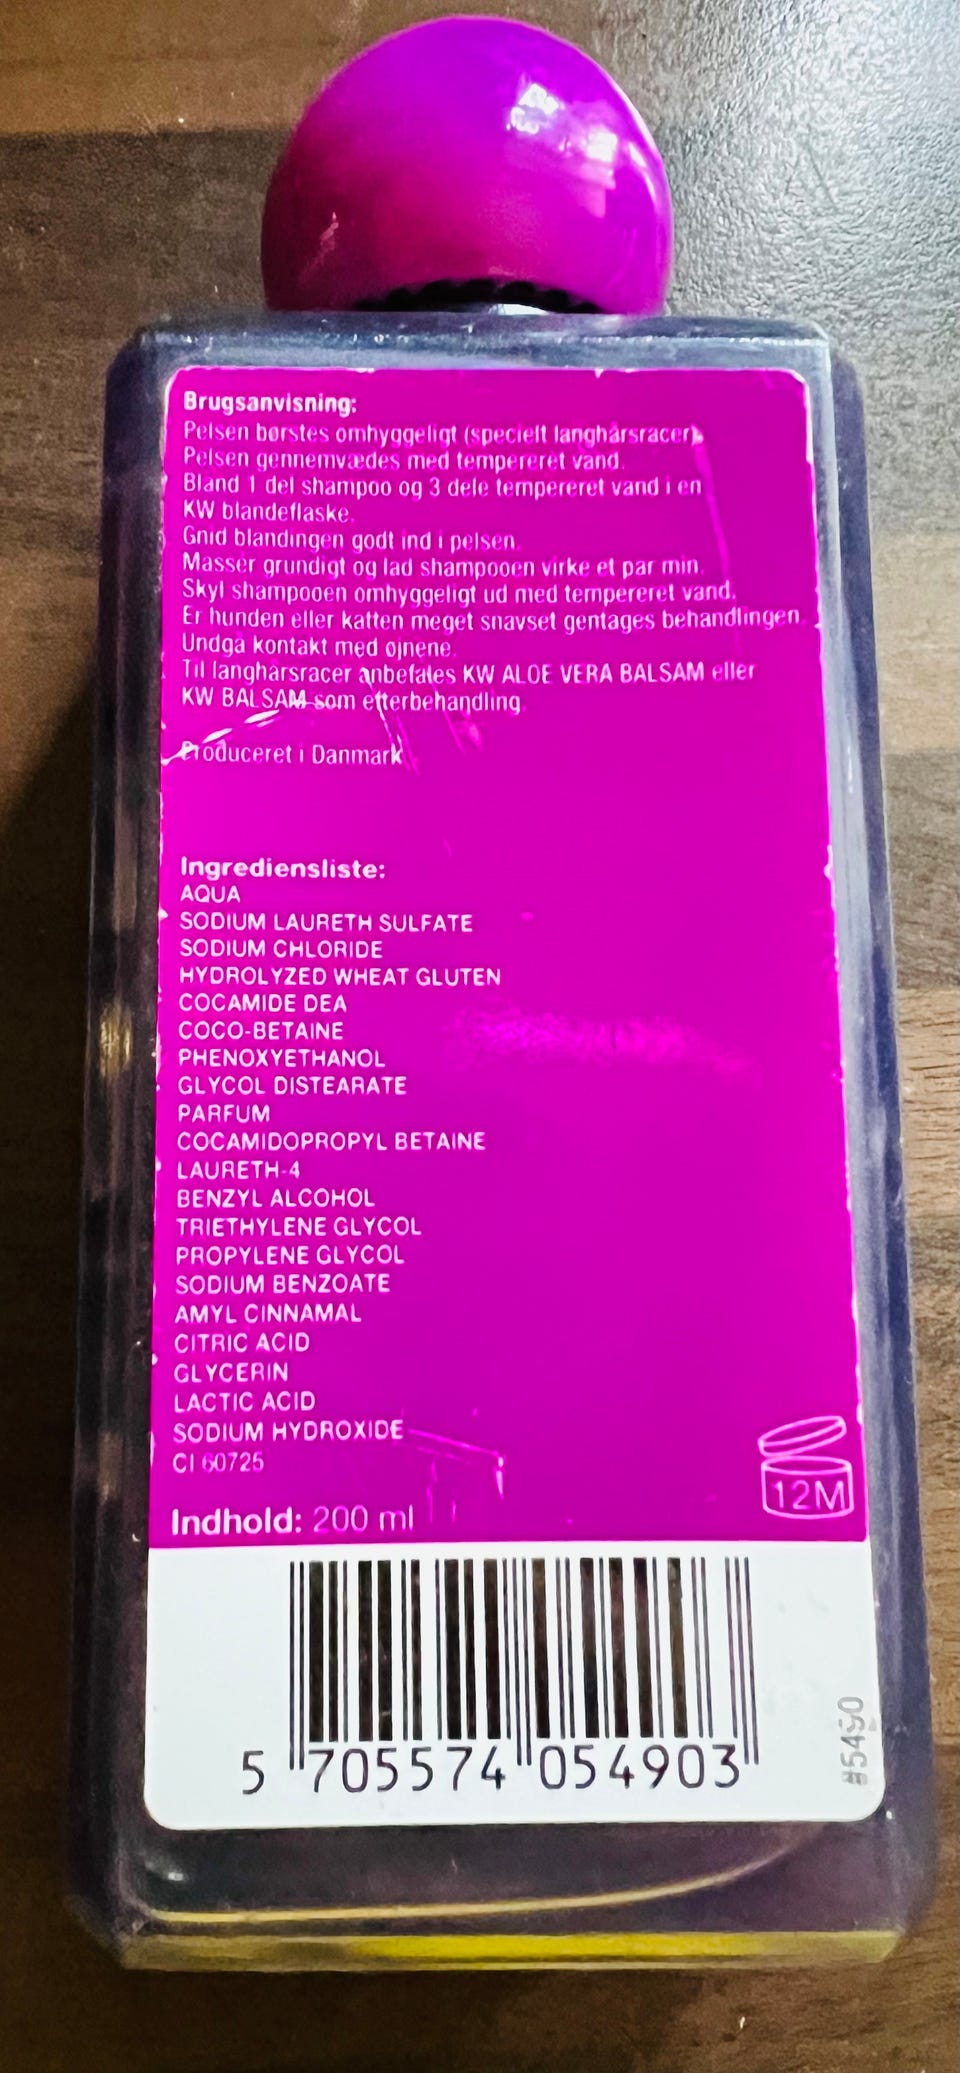 Brugsanvisning:
Pelsen børstes omhyggeligt (specielt langhårsracer).
Pelsen gennemvædes med tempereret vand.
Bland 1 del shampoo og 3 dele tempereret vand i en
KW blandeflaske.
Gnid blandingen godt ind i pelsen.
Massér grundigt og lad shampooen virke et par min.
Skyl shampooen omhyggeligt ud med tempereret vand.
Er hunden eller katten meget snavset gentages behandlingen.
Undgå kontakt med øjnene.
Til langhårsracer anbefales KW ALOE VERA BALSAM eller
KW BALSAM som efterbehandling.
Produceret i Danmark
Ingrediensliste:
AQUA
SODIUM LAURETH SULFATE
SODIUM CHLORIDE
HYDROLYZED WHEAT GLUTEN
COCAMIDE DEA
COCO-BETAINE
PHENOXYETHANOL
GLYCOL DISTEARATE
PARFUM
COCAMIDOPROPYL BETAINE
LAURETH-4
BENZYL ALCOHOL
TRIETHYLENE GLYCOL
PROPYLENE GLYCOL
SODIUM BENZOATE
AMYL CINNAMAL
CITRIC ACID
GLYCERIN
LACTIC ACID
SODIUM HYDROXIDE
CI 60725
12M
Indhold: 200 ml
5 705574 054903
#5490